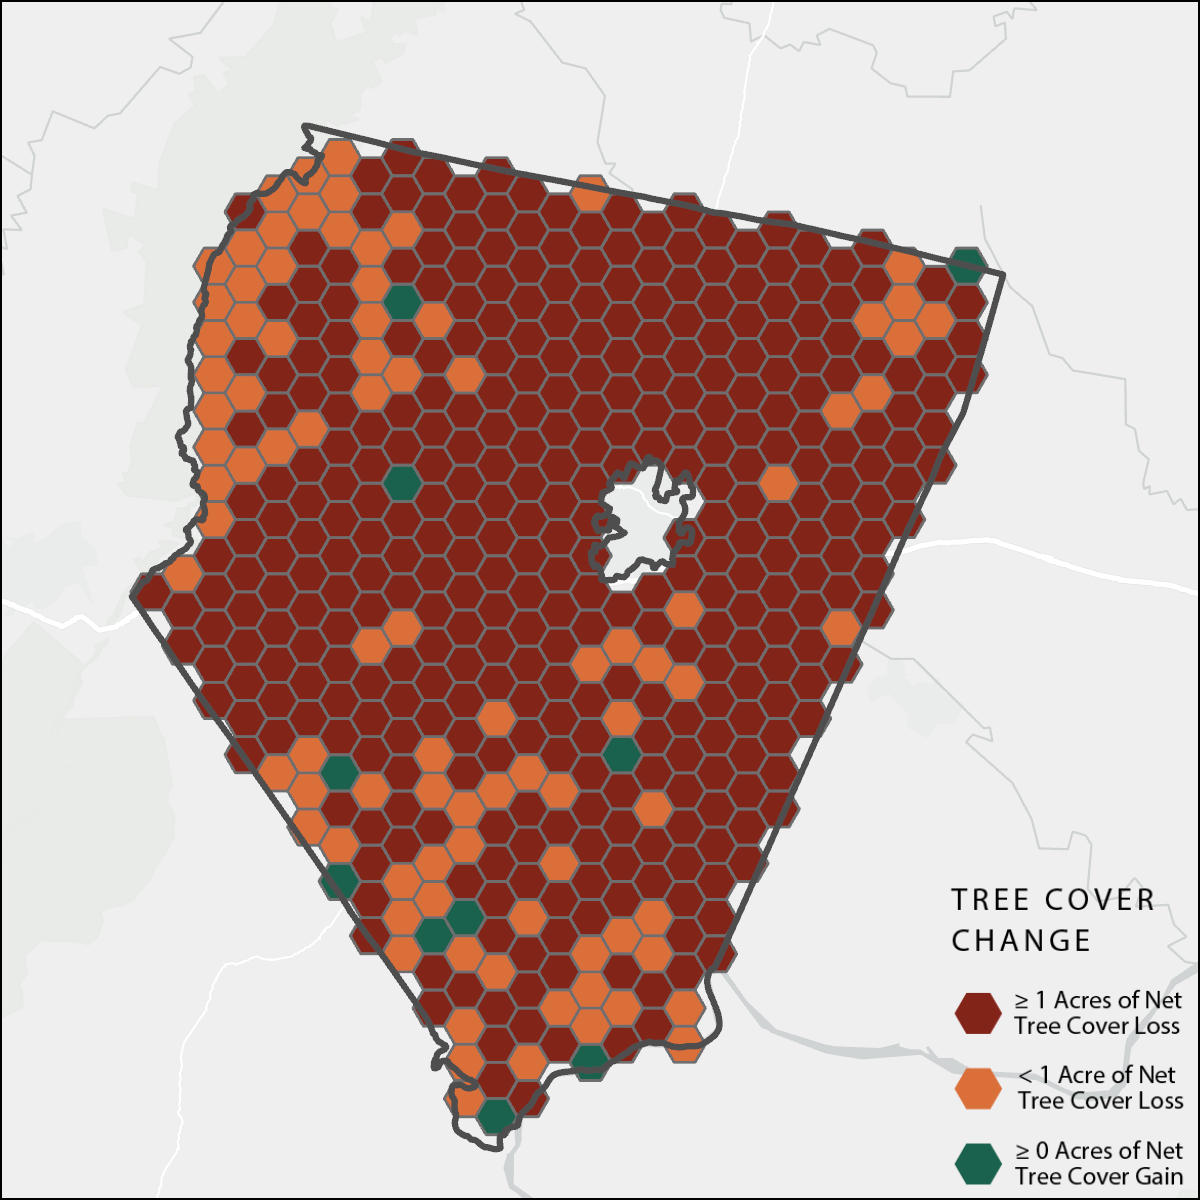 TREE COVER
CHANGE
≥ 1 Acres of Net
Tree Cover Loss
< 1 Acre of Net
Tree Cover Loss
≥ 0 Acres of Net
Tree Cover Gain